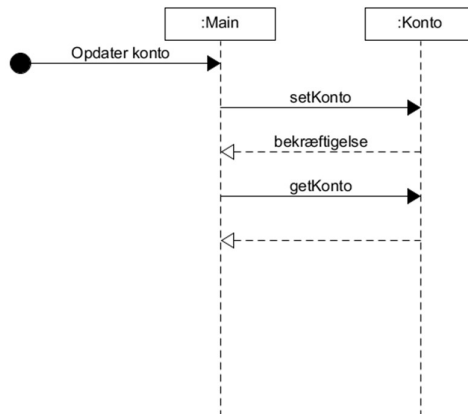 :Main
:Konto
Opdater konto
setKonto
bekræftigelse
getKonto